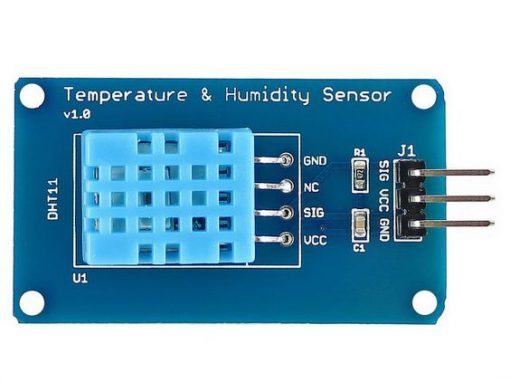 Temperature & Humidity Sensor
v1.0
DHT11
U1
GND
NC
SIG
VCC
R1
C1
J1
SIG VCC GND